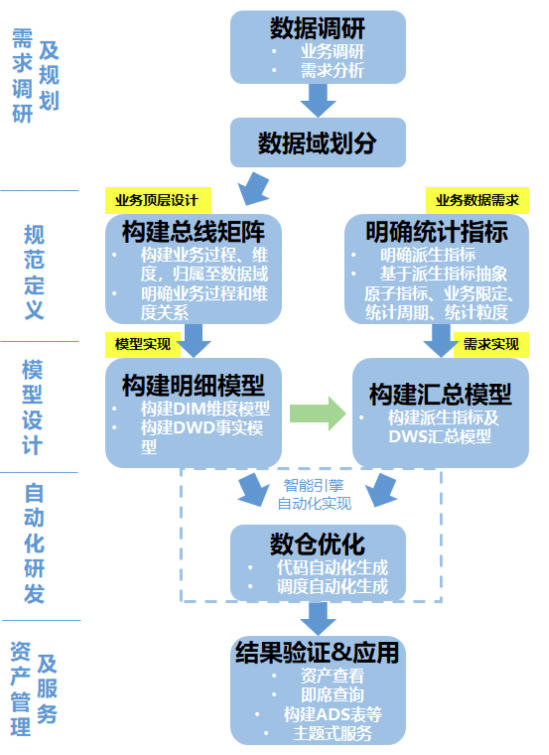 需求调研
及规划
数据调研
• 业务调研
• 需求分析
数据域划分
规范定义
业务顶层设计
构建总线矩阵
• 构建业务过程、维
度，归属至数据域
• 明确业务过程和维
度关系
业务数据需求
明确统计指标
• 明确派生指标
• 基于派生指标抽象
原子指标、业务限定、
统计周期、统计粒度
模型设计
模型实现
构建明细模型
• 构建DIM维度模型
• 构建DWD事实模
型
需求实现
构建汇总模型
• 构建派生指标及
DWS汇总模型
自动化研发
智能引擎
自动化实现
数仓优化
• 代码自动化生成
• 调度自动化生成
资产管理
及服务
结果验证&应用
• 资产查看
• 即席查询
• 构建ADS表等
• 主题式服务